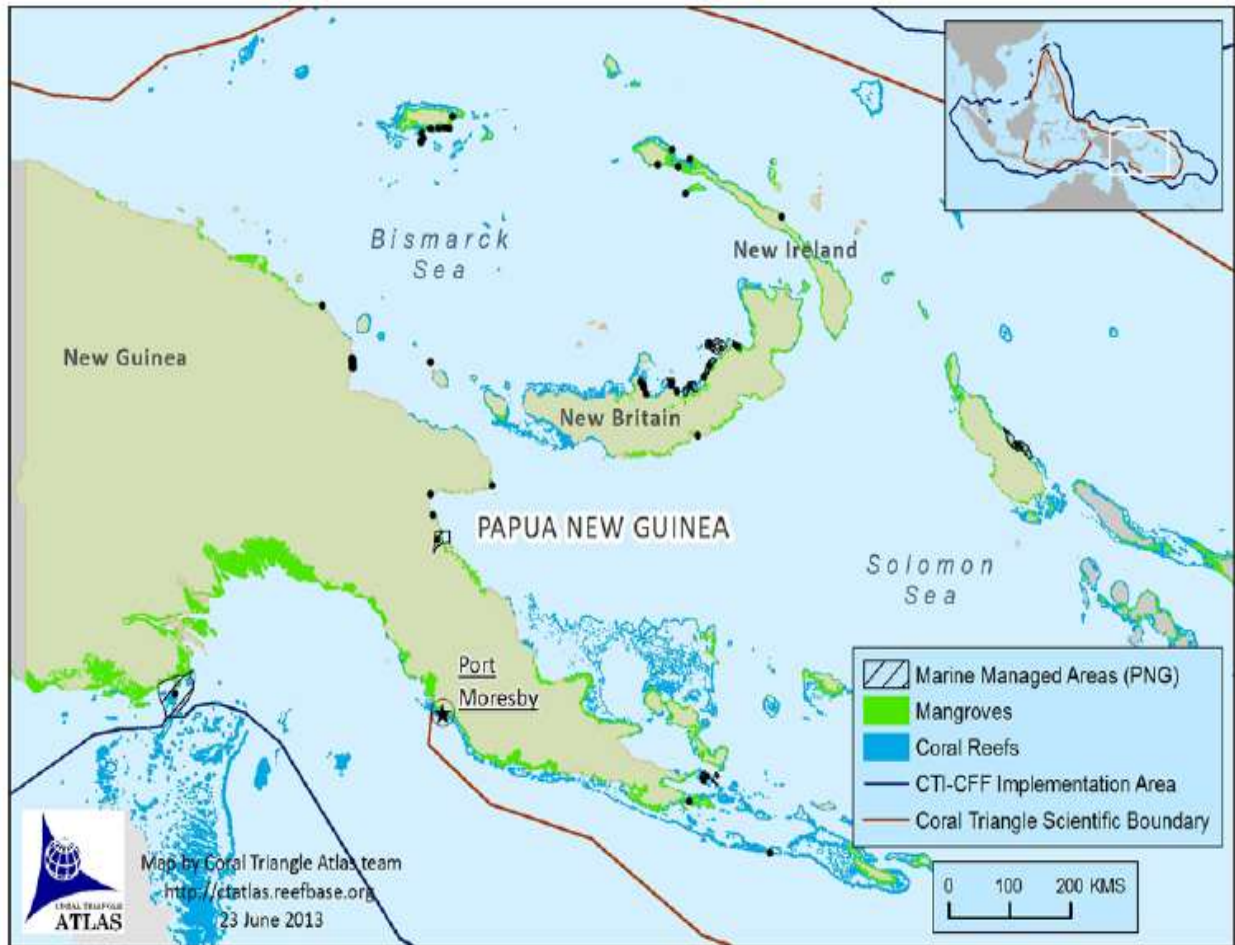 Bismarck
Sea
New Ireland
New Guinea
New Britain
PAPUA NEW GUINEA
Solomon
Sea
Port
Moresby
Marine Managed Areas (PNG)
Mangroves
Coral Reefs
CTI-CFF Implementation Area
Coral Triangle Scientific Boundary
0 100 200 KMS
Map by Coral Triangle Atlas team
http://ctatlas.reefbase.org
23 June 2013
CORAL TRIANGLE
ATLAS